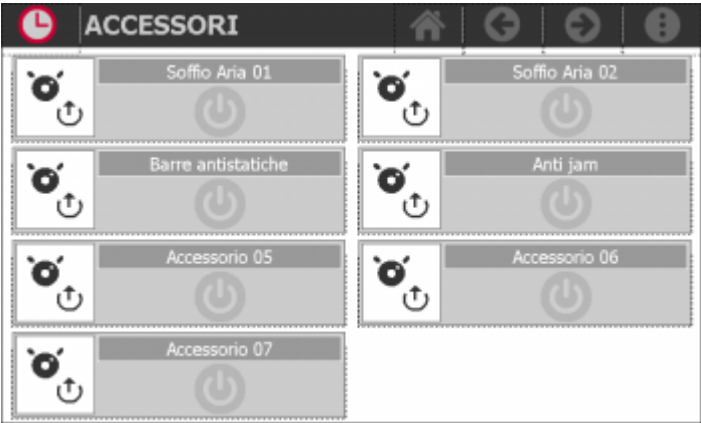 ACCESSORI
Soffio Aria 01
Soffio Aria 02
Barre antistatiche
Anti jam
Accessorio 05
Accessorio 06
Accessorio 07